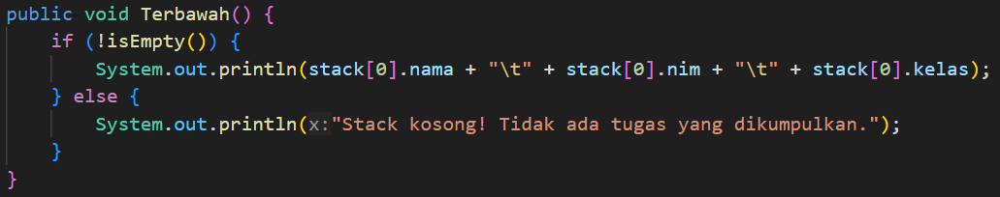 public void Terbawah() {
    if (!isEmpty()) {
        System.out.println(stack[0].nama + "\t" + stack[0].nim + "\t" + stack[0].kelas);
    } else {
        System.out.println(x:"Stack kosong! Tidak ada tugas yang dikumpulkan.");
    }
}